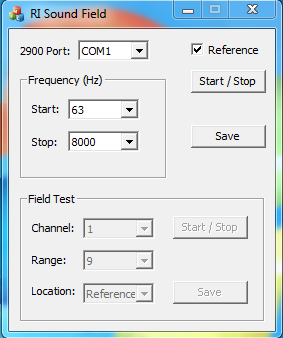 RI Sound Field
2900 Port: COM1 Reference
Frequency (Hz) Start / Stop
Start: 63
Stop: 8000 Save
Field Test
Channel: 1 Start / Stop
Range: 9
Location: Reference Save